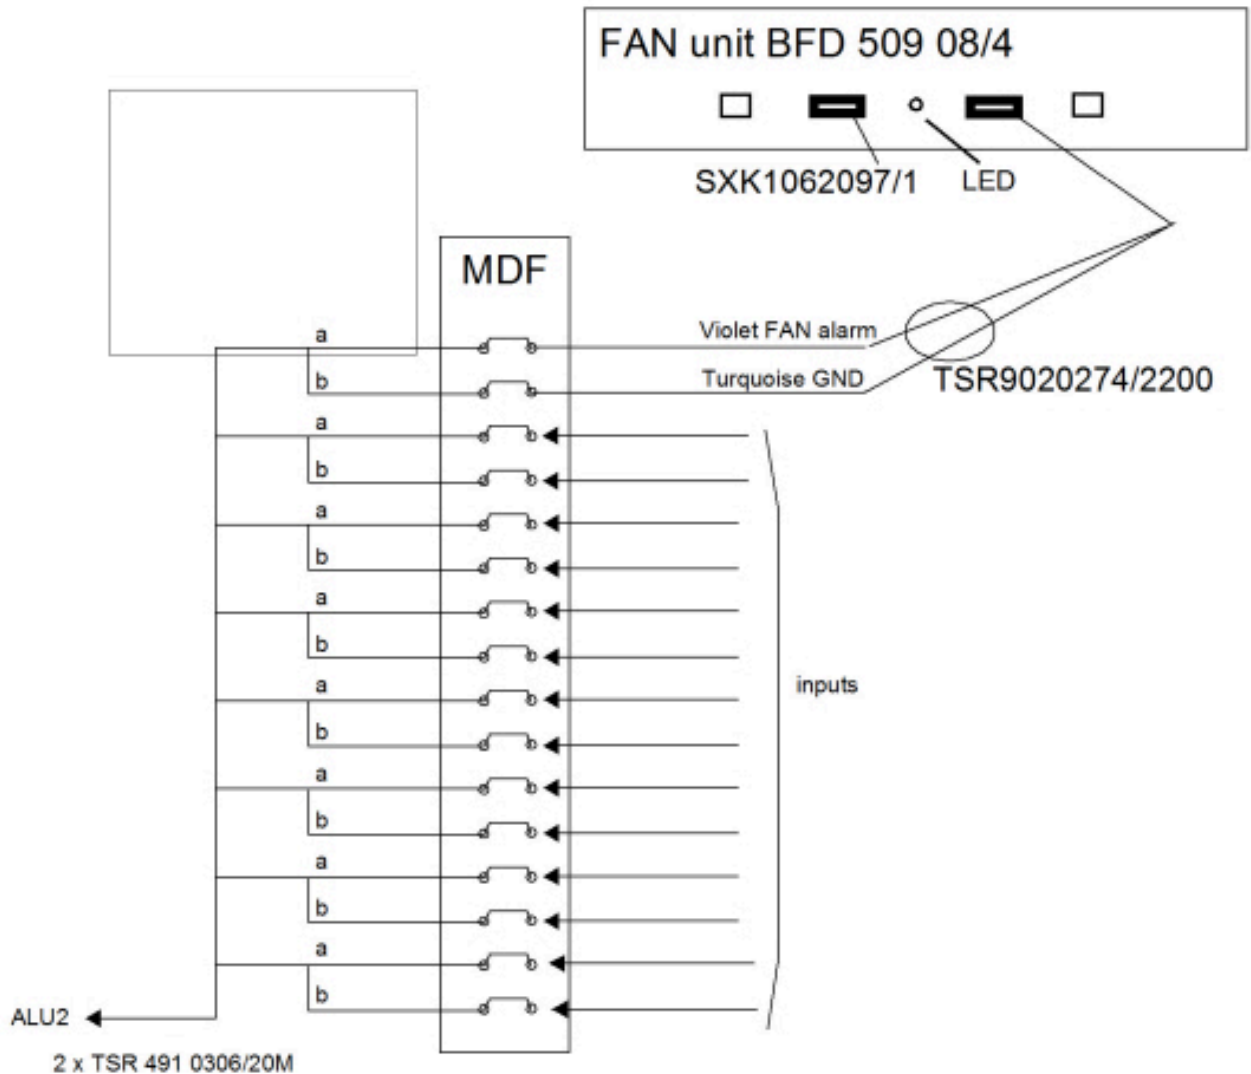 FAN unit BFD 509 08/4
SXK1062097/1
LED
MDF
Violet FAN alarm
Turquoise GND
TSR9020274/2200
a
b
a
b
a
b
a
b
a
b
a
b
a
b
a
b
inputs
ALU2
2 x TSR 491 0306/20M